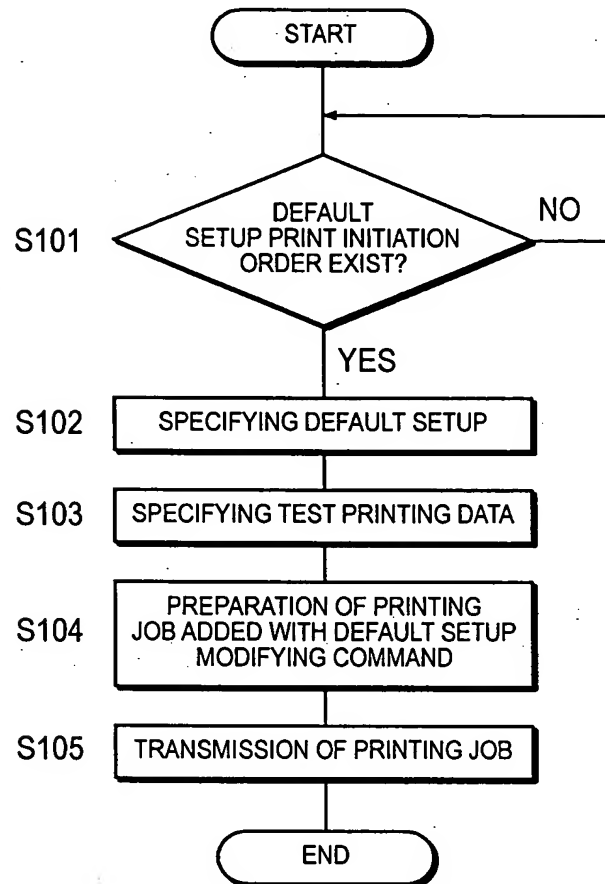 START
S101
DEFAULT
SETUP PRINT INITIATION
ORDER EXIST?
NO
YES
S102
SPECIFYING DEFAULT SETUP
S103
SPECIFYING TEST PRINTING DATA
S104
PREPARATION OF PRINTING
JOB ADDED WITH DEFAULT SETUP
MODIFYING COMMAND
S105
TRANSMISSION OF PRINTING JOB
END